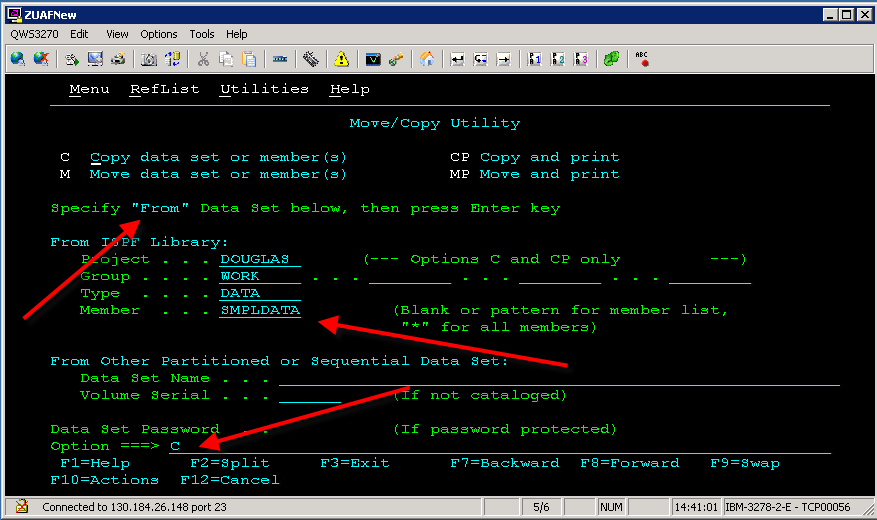 ZUAFNew
QWS3270 Edit View Options Tools Help
1 2 3 ABC
Menu RefList Utilities Help
Move/Copy Utility
C Copy data set or member(s) CP Copy and print
M Move data set or member(s) MP Move and print
Specify "From" Data Set below, then press Enter key
From ISPF Library:
Project . . . DOUGLAS (--- Options C and CP only ---)
Group . . . . WORK . . . . . . . . .
Type . . . . DATA
Member . . . SMPLDATA (Blank or pattern for member list,
"*" for all members)
From Other Partitioned or Sequential Data Set:
Data Set Name . . .
Volume Serial . . . (If not cataloged)
Data Set Password . . (If password protected)
Option ===> C
F1=Help F2=Split F3=Exit F7=Backward F8=Forward F9=Swap
F10=Actions F12=Cancel
Connected to 130.184.26.148 port 23 5/6 NUM 14:41:01 IBM-3278-2-E - TCP00056